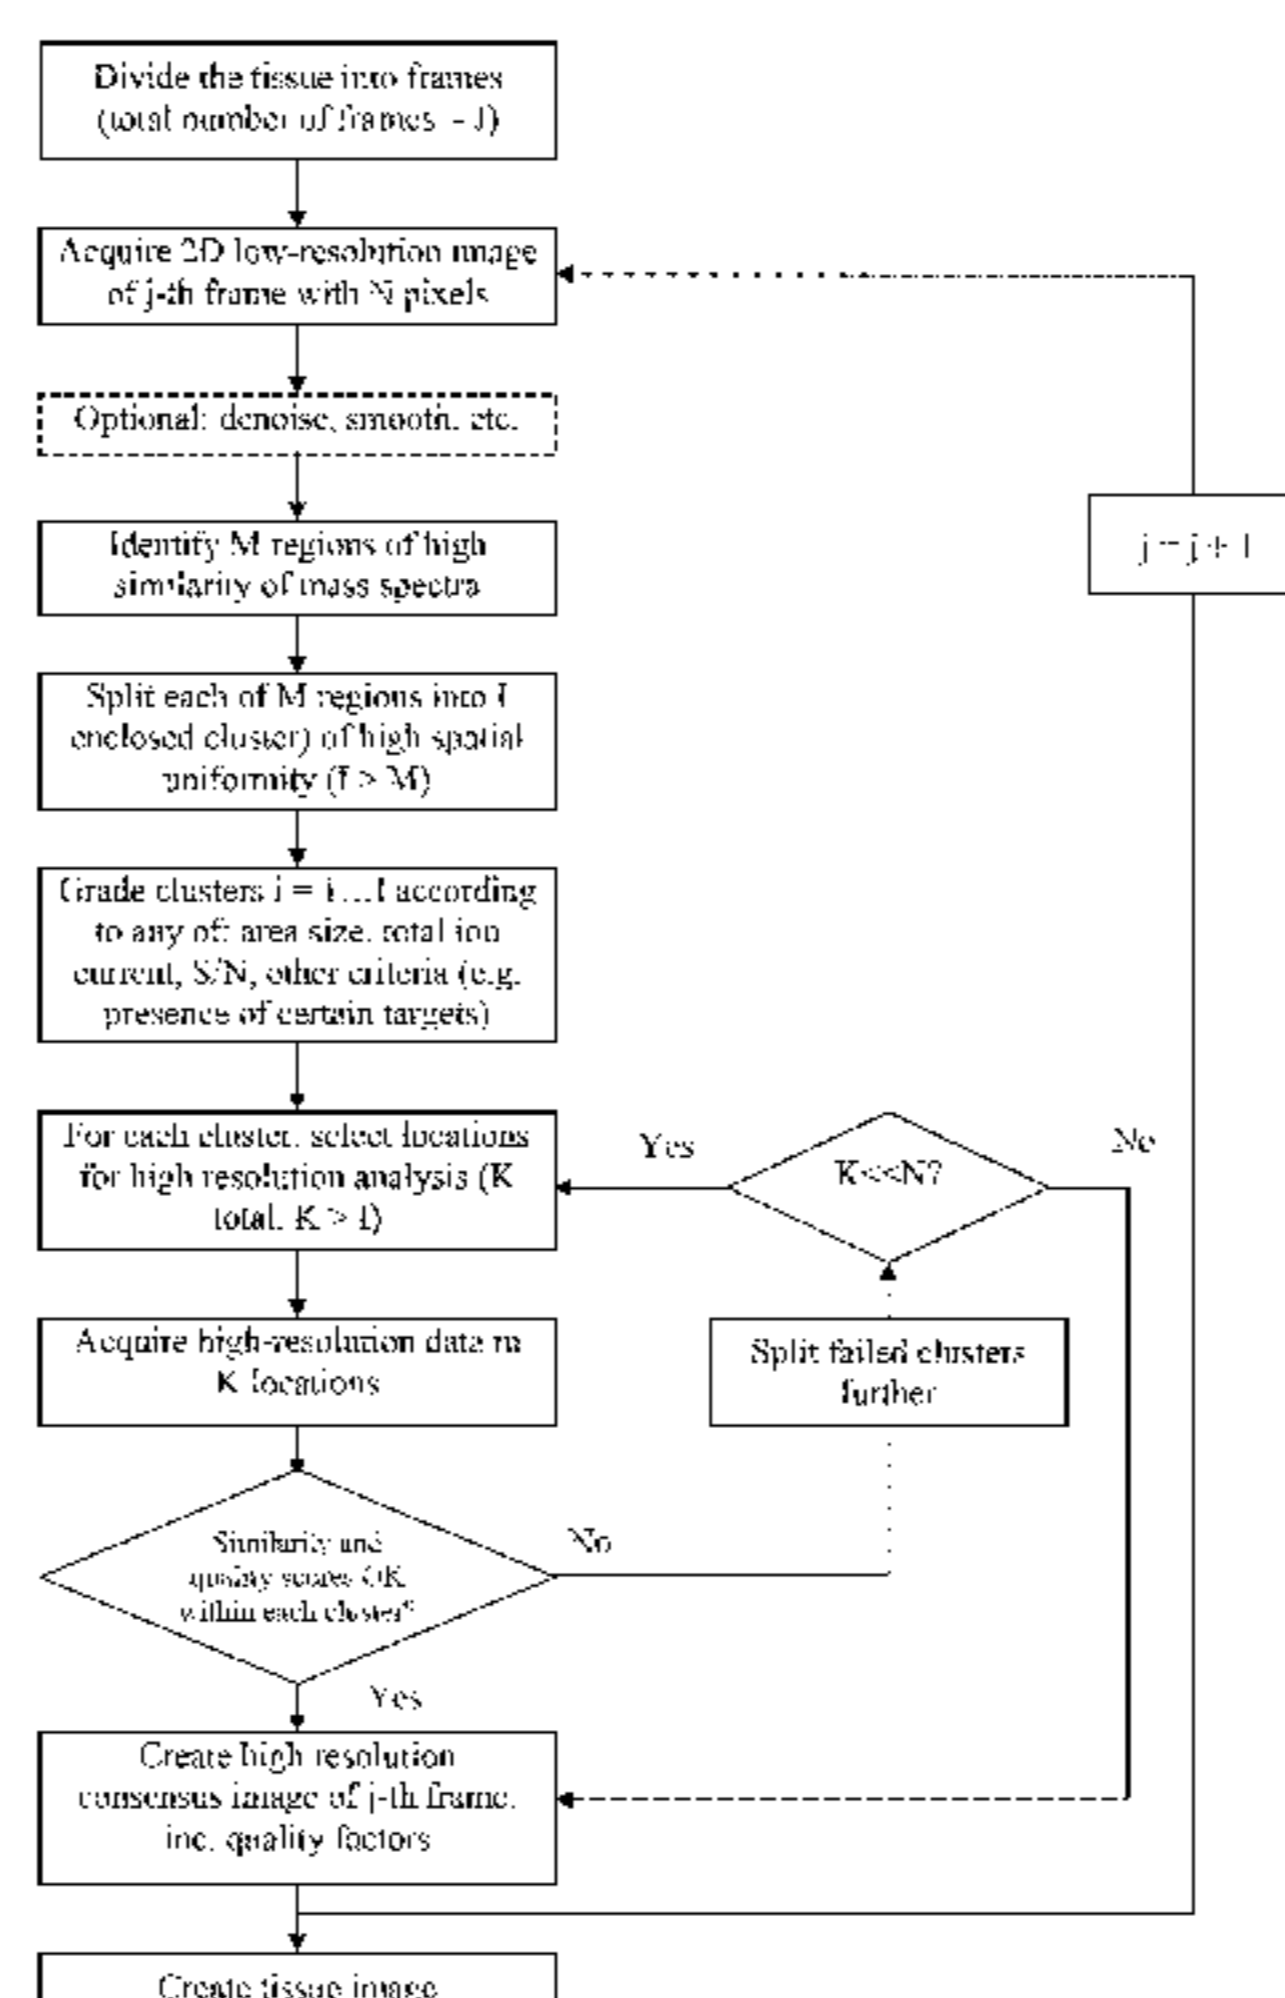 Divide the tissue into frames
(total number of frames = J)
Acquire 2D low-resolution image
of j-th frame with N pixels
Optional: denoise, smooth, etc.
Identify M regions of high
similarity of mass spectra
j = j + 1
Split each of M regions into I
enclosed cluster) of high spatial
uniformity (I > M)
Grade clusters i = 1...I according
to any of: area size, total ion
current, S/N, other criteria (e.g.
presence of certain targets)
For each cluster, select locations
for high resolution analysis (K
total, K > I)
Yes
K<<N?
No
Acquire high-resolution data in
K locations
Split failed clusters
further
Similarity and
quality scores OK
within each cluster?
No
Yes
Create high resolution
consensus image of j-th frame,
inc. quality factors
Create tissue image